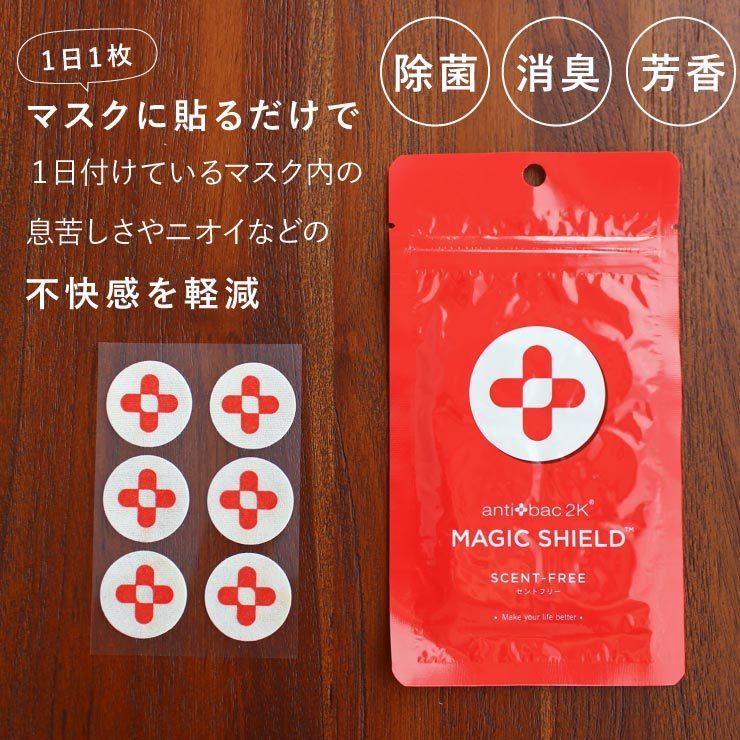 1日1枚
マスクに貼るだけで
1日付けているマスク内の
息苦しさやニオイなどの
不快感を軽減
除菌
消臭
芳香
anti bac 2K®
MAGIC SHIELD™
SCENT-FREE
セントフリー
• Make your life better •